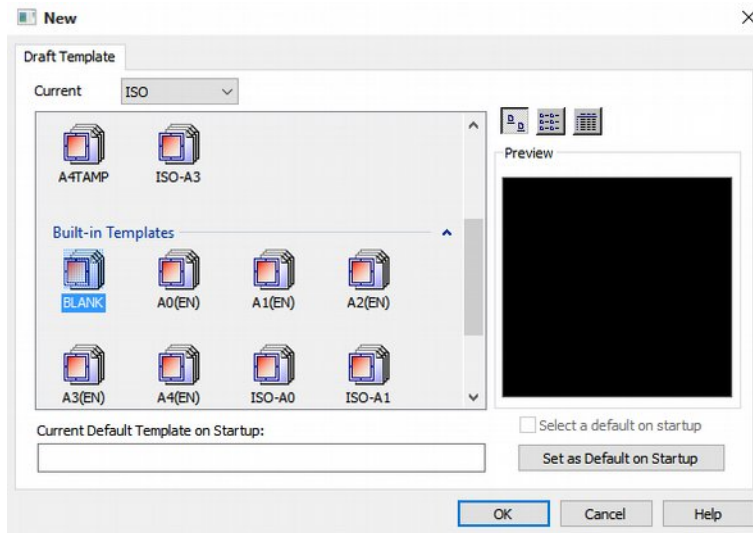 New
Draft Template
Current ISO
A4TAMP ISO-A3
Preview
Built-in Templates
BLANK A0(EN) A1(EN) A2(EN)
A3(EN) A4(EN) ISO-A0 ISO-A1
Current Default Template on Startup:
Select a default on startup
Set as Default on Startup
OK Cancel Help